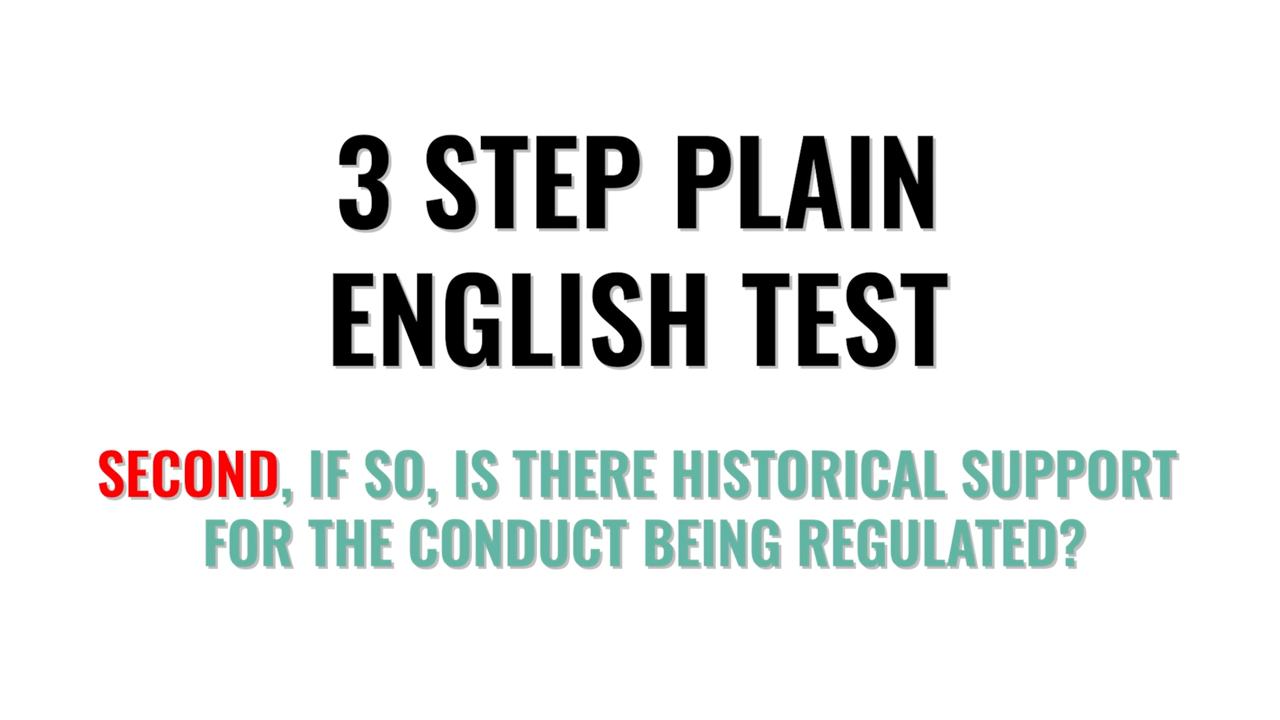 3 STEP PLAIN
ENGLISH TEST
SECOND, IF SO, IS THERE HISTORICAL SUPPORT
FOR THE CONDUCT BEING REGULATED?